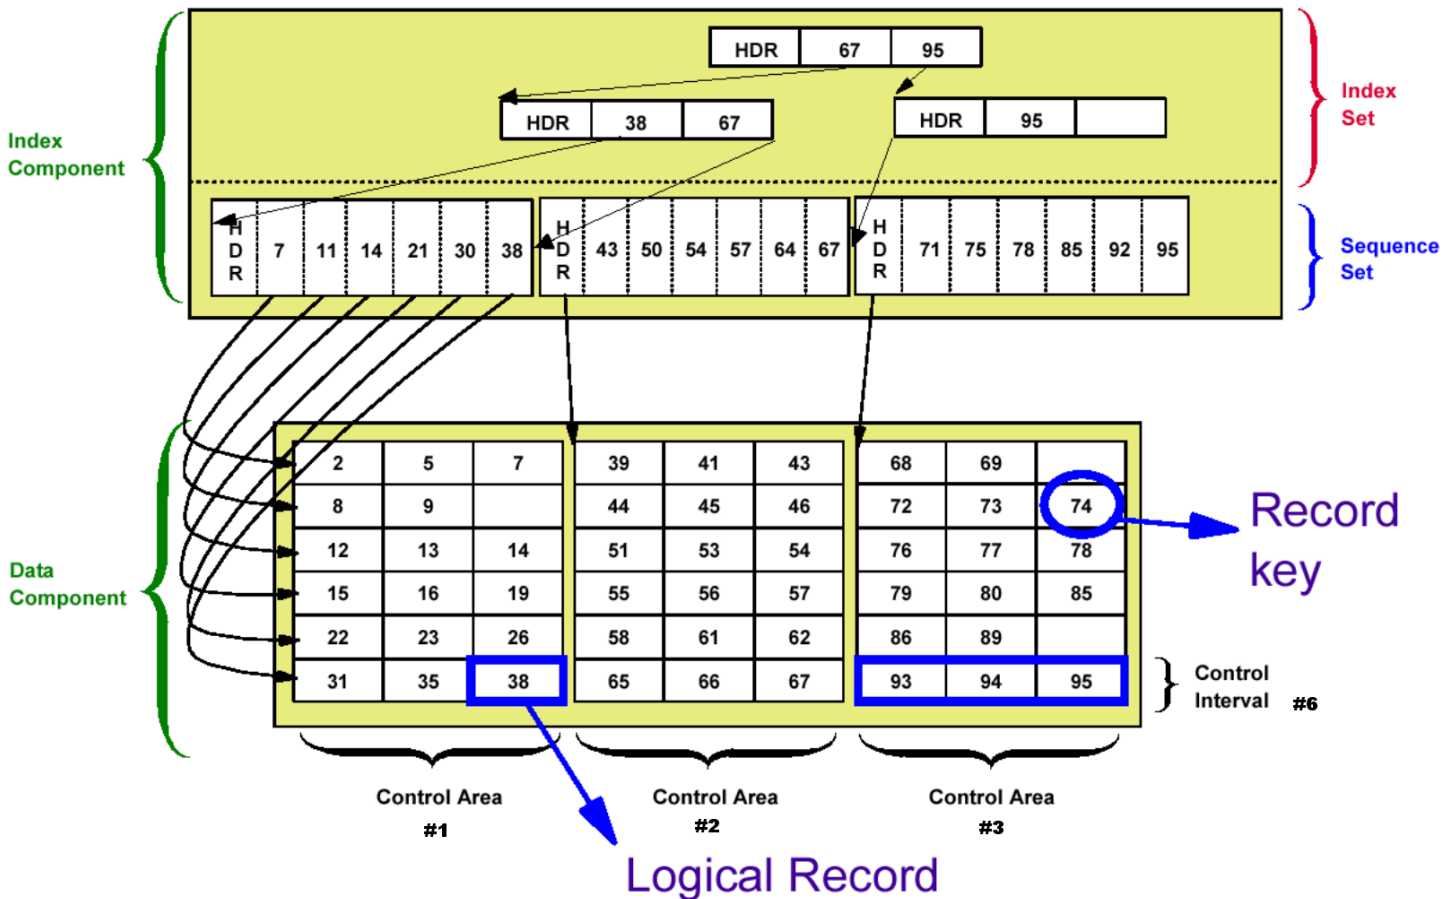 HDR 67 95
Index
Set
HDR 38 67
HDR 95
Index
Component
H
D
R
7 11 14 21 30 38
H
D
R
43 50 54 57 64 67
H
D
R
71 75 78 85 92 95
Sequence
Set
Data
Component
2 5 7 39 41 43 68 69
8 9 44 45 46 72 73 74
12 13 14 51 53 54 76 77 78
15 16 19 55 56 57 79 80 85
22 23 26 58 61 62 86 89
31 35 38 65 66 67 93 94 95
Record
key
Control
Interval #6
Control Area
#1
Control Area
#2
Control Area
#3
Logical Record